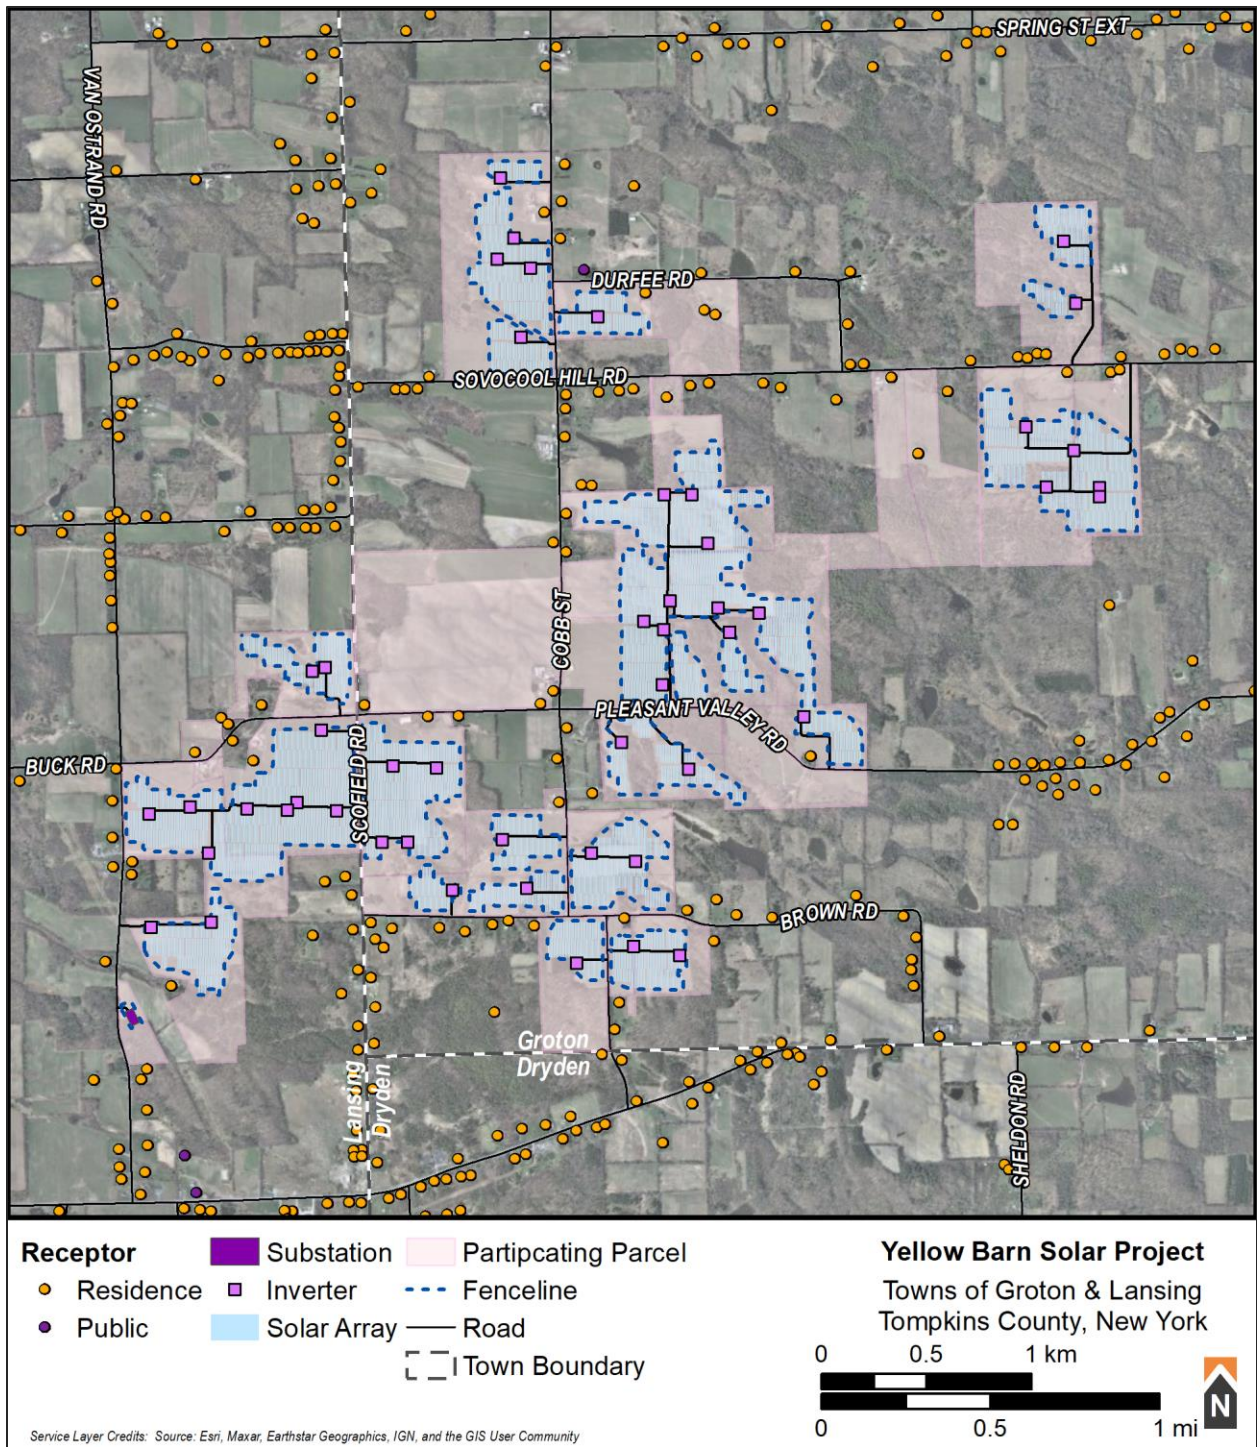 SPRING ST EXT
VAN OSTRAND RD
DURFEE RD
SOVOCOOL HILL RD
COBB ST
PLEASANT VALLEY RD
BUCK RD
SCOFIELD RD
BROWN RD
Groton
Dryden
Lansing
Dryden
SHELDON RD
Receptor
Residence
Public
Substation
Inverter
Solar Array
Partipcating Parcel
Fenceline
Road
Town Boundary
Yellow Barn Solar Project
Towns of Groton & Lansing
Tompkins County, New York
0 0.5 1 km
0 0.5 1 mi
N
Service Layer Credits: Source: Esri, Maxar, Earthstar Geographics, IGN, and the GIS User Community